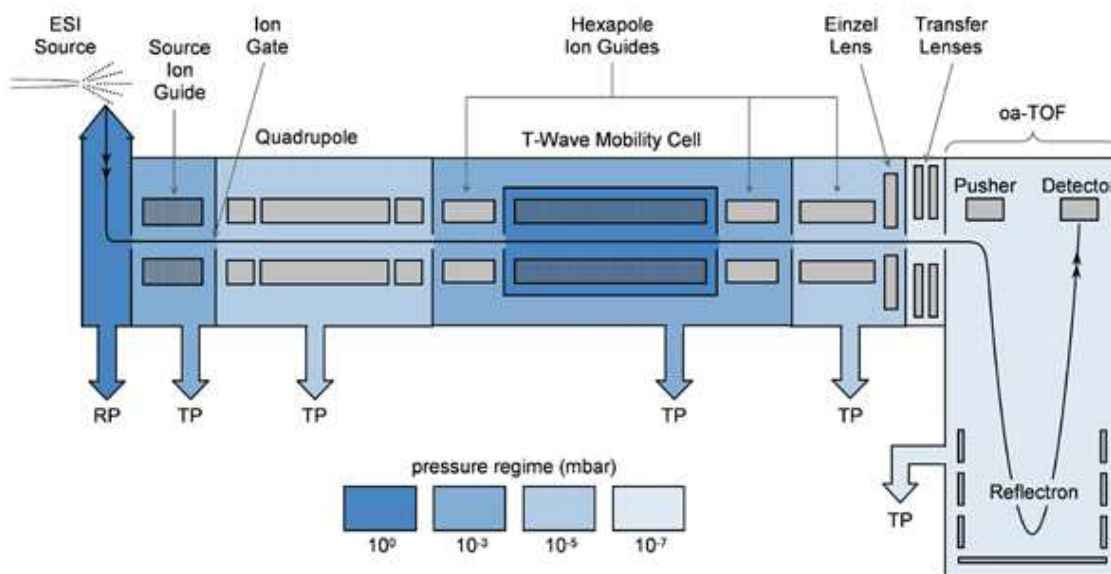 ESI
Source
Source
Ion
Guide
Ion
Gate
Hexapole
Ion Guides
Einzel
Lens
Transfer
Lenses
oa-TOF
Quadrupole
T-Wave Mobility Cell
Pusher
Detector
RP
TP
TP
TP
TP
TP
Reflectron
pressure regime (mbar)
10⁰
10⁻³
10⁻⁵
10⁻⁷